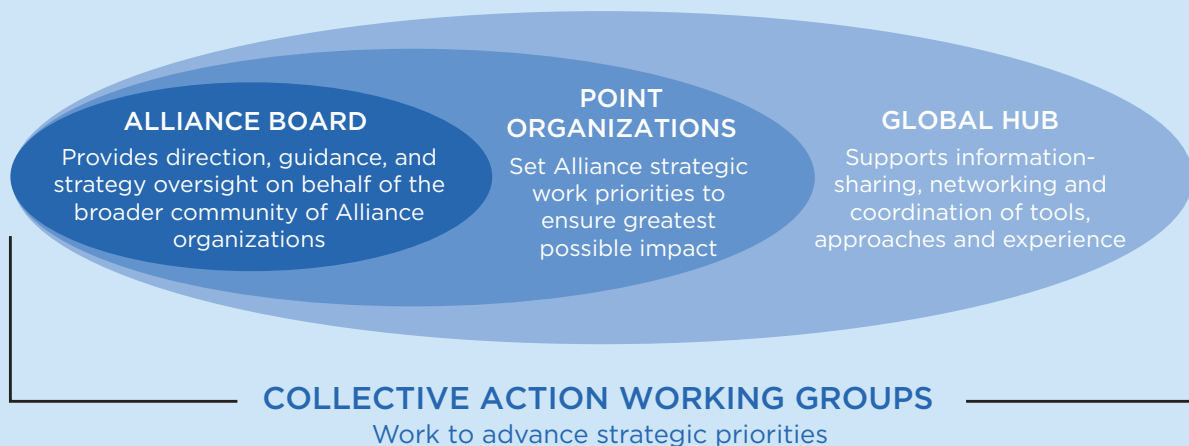 ALLIANCE BOARD
Provides direction, guidance, and
strategy oversight on behalf of the
broader community of Alliance
organizations
POINT
ORGANIZATIONS
Set Alliance strategic
work priorities to
ensure greatest
possible impact
GLOBAL HUB
Supports information-
sharing, networking and
coordination of tools,
approaches and experience
COLLECTIVE ACTION WORKING GROUPS
Work to advance strategic priorities